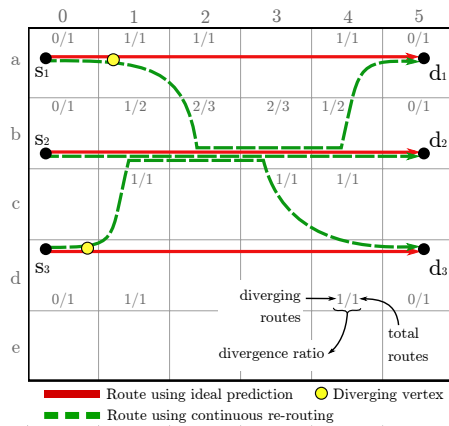 0 1 2 3 4 5
0/1 1/1 1/1 1/1 0/1
a
s1 d1
0/1 1/2 2/3 2/3 1/2 0/1
b
s2 d2
1/1 1/1 1/1
c
s3 d3
d
0/1 1/1 diverging 1/1 0/1
routes
total
divergence ratio routes
e
Route using ideal prediction Diverging vertex
Route using continuous re-routing